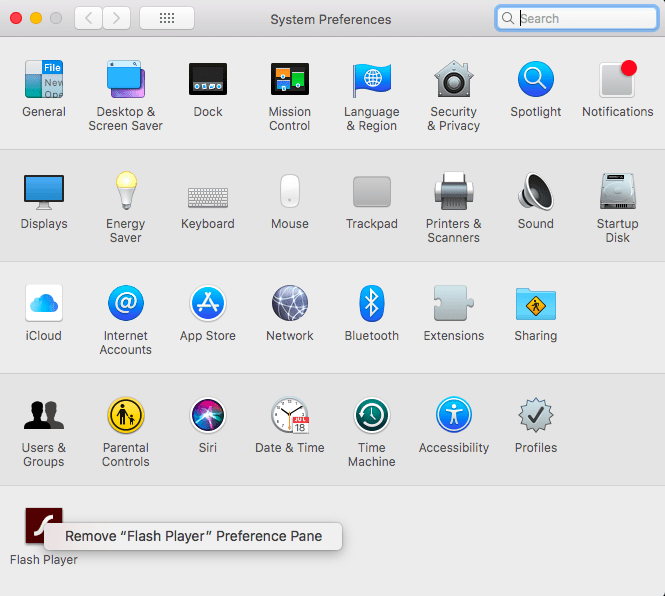 System Preferences
Search
General
Desktop &
Screen Saver
Dock
Mission
Control
Language
& Region
Security
& Privacy
Spotlight
Notifications
Displays
Energy
Saver
Keyboard
Mouse
Trackpad
Printers &
Scanners
Sound
Startup
Disk
iCloud
Internet
Accounts
App Store
Network
Bluetooth
Extensions
Sharing
Users &
Groups
Parental
Controls
Siri
Date & Time
Time
Machine
Accessibility
Profiles
Flash Player
Remove “Flash Player” Preference Pane
File
New
Ope
JUL
18
@